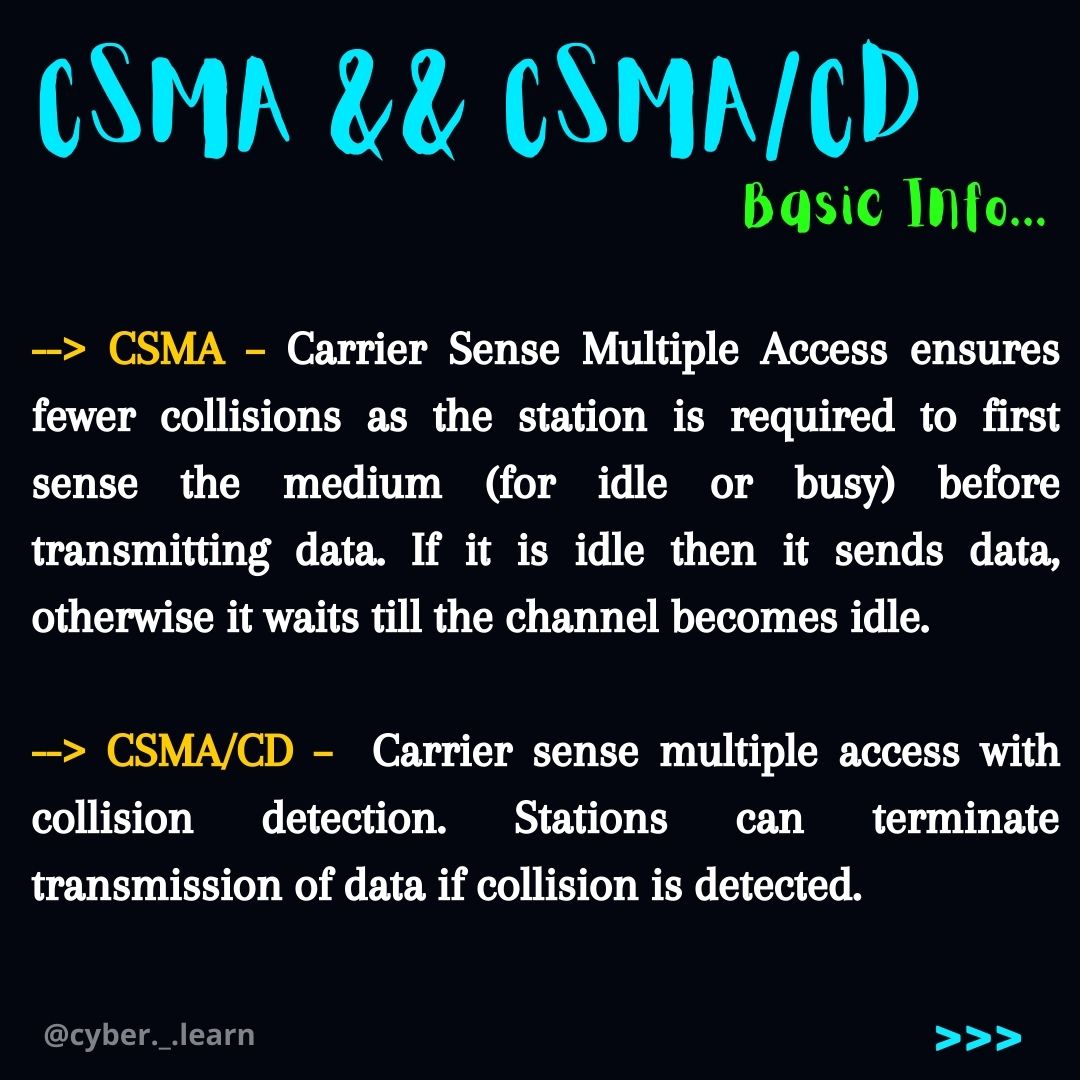 CSMA && CSMA/CD
Basic Info...
--> CSMA – Carrier Sense Multiple Access ensures
fewer collisions as the station is required to first
sense the medium (for idle or busy) before
transmitting data. If it is idle then it sends data,
otherwise it waits till the channel becomes idle.
--> CSMA/CD – Carrier sense multiple access with
collision detection. Stations can terminate
transmission of data if collision is detected.
@cyber._.learn
>>>